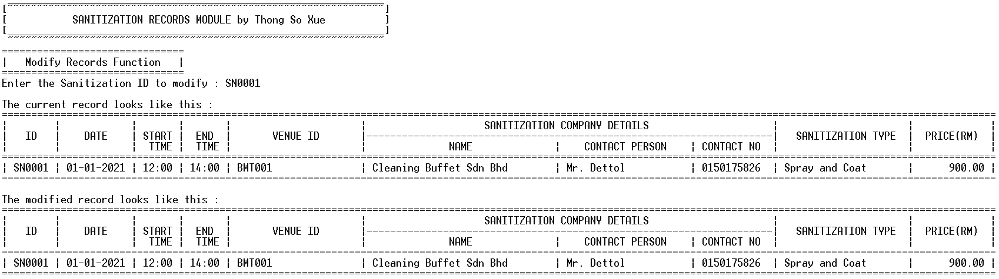 SANITIZATION RECORDS MODULE by Thong So Xue
Modify Records Function
Enter the Sanitization ID to modify : SN0001
The current record looks like this :
| | | | | | SANITIZATION COMPANY DETAILS | | |
| ID | DATE | START | END | VENUE ID |---------------------------------------------------------------------| SANITIZATION TYPE | PRICE(RM) |
| | | TIME | TIME | | NAME | CONTACT PERSON | CONTACT NO | | |
| SN0001 | 01-01-2021 | 12:00 | 14:00 | BMT001 | Cleaning Buffet Sdn Bhd | Mr. Dettol | 0150175826 | Spray and Coat | 900.00 |
The modified record looks like this :
| | | | | | SANITIZATION COMPANY DETAILS | | |
| ID | DATE | START | END | VENUE ID |---------------------------------------------------------------------| SANITIZATION TYPE | PRICE(RM) |
| | | TIME | TIME | | NAME | CONTACT PERSON | CONTACT NO | | |
| SN0001 | 01-01-2021 | 12:00 | 14:00 | BMT001 | Cleaning Buffet Sdn Bhd | Mr. Dettol | 0150175826 | Spray and Coat | 900.00 |